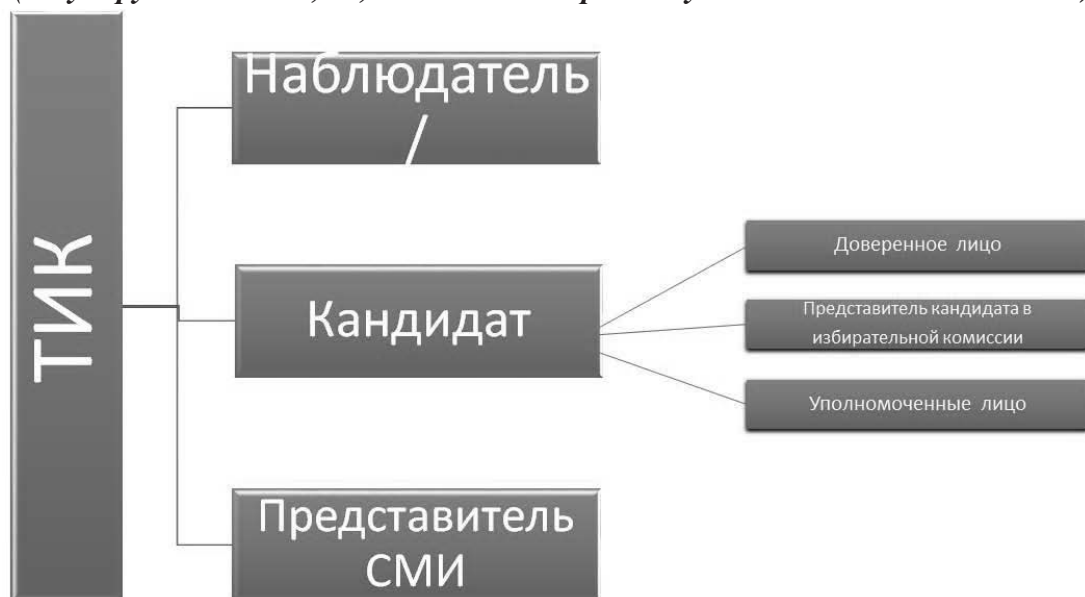 ТИК
Наблюдатель
/
Кандидат
Доверенное лицо
Представитель кандидата в
избирательной комиссии
Уполномоченные лицо
Представитель
СМИ